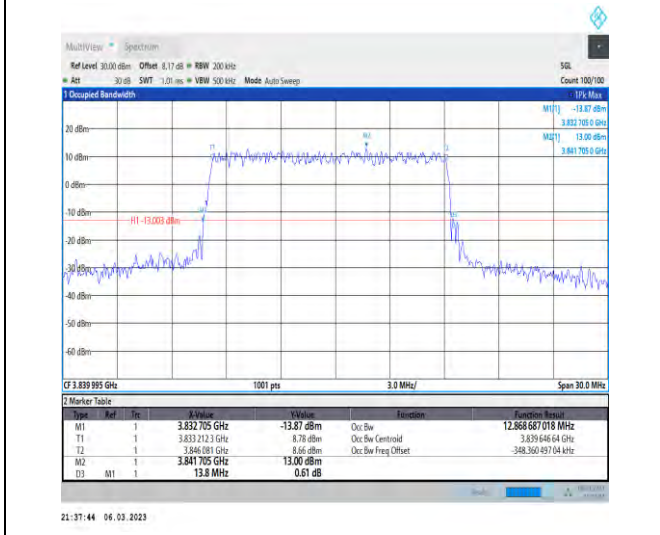 MultiView Spectrum
Ref Level 30.00 dBm Offset 8.17 dB RBW 200 kHz SGL
Att 30 dB SWT 1.01 ms VBW 500 kHz Mode Auto Sweep Count 100/100
1 Occupied Bandwidth 1Pk Max
M1[1] -13.87 dBm
3.832 705 0 GHz
M2[1] 13.00 dBm
3.841 705 0 GHz
20 dBm
M2
T1
10 dBm
0 dBm
-10 dBm
H1 -13.003 dBm
-20 dBm
-30 dBm
-40 dBm
-50 dBm
-60 dBm
CF 3.839 995 GHz 1001 pts 3.0 MHz/ Span 30.0 MHz
2 Marker Table
Type Ref Trc X-Value Y-Value Function Function Result
M1 1 3.832 705 GHz -13.87 dBm Occ Bw 12.868 687 018 MHz
T1 1 3.833 212 3 GHz 8.78 dBm Occ Bw Centroid 3.839 646 64 GHz
T2 1 3.846 081 GHz 8.66 dBm Occ Bw Freq Offset -348.360 497 04 kHz
M2 1 3.841 705 GHz 13.00 dBm
D3 M1 1 13.8 MHz 0.61 dB
21:37:44 06.03.2023